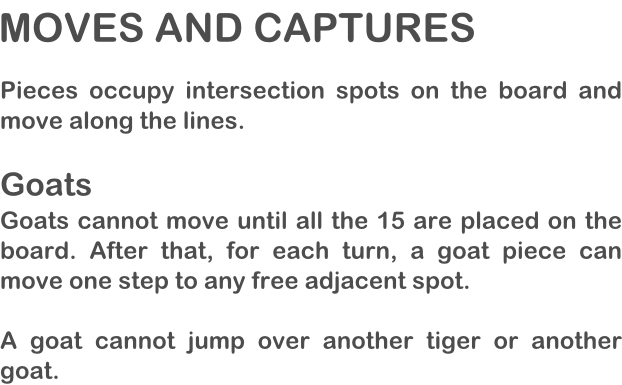 MOVES AND CAPTURES
Pieces occupy intersection spots on the board and
move along the lines.
Goats
Goats cannot move until all the 15 are placed on the
board. After that, for each turn, a goat piece can
move one step to any free adjacent spot.
A goat cannot jump over another tiger or another
goat.